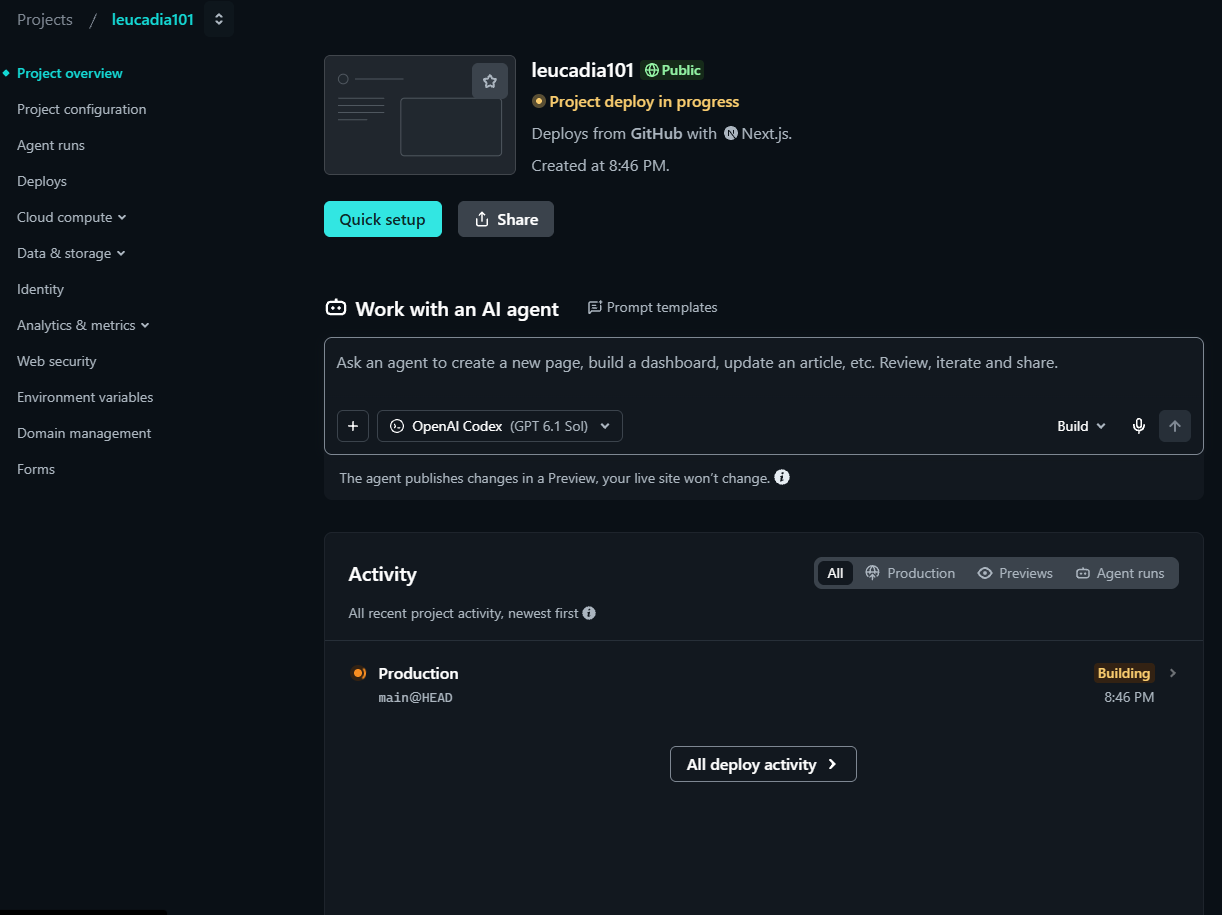 Projects / leucadia101
Project overview
Project configuration
Agent runs
Deploys
Cloud compute
Data & storage
Identity
Analytics & metrics
Web security
Environment variables
Domain management
Forms
leucadia101 Public
Project deploy in progress
Deploys from GitHub with N Next.js.
Created at 8:46 PM.
Quick setup Share
Work with an AI agent Prompt templates
Ask an agent to create a new page, build a dashboard, update an article, etc. Review, iterate and share.
+ OpenAI Codex (GPT 6.1 Sol) Build
The agent publishes changes in a Preview, your live site won’t change. i
Activity All Production Previews Agent runs
All recent project activity, newest first i
Production Building
main@HEAD 8:46 PM
All deploy activity